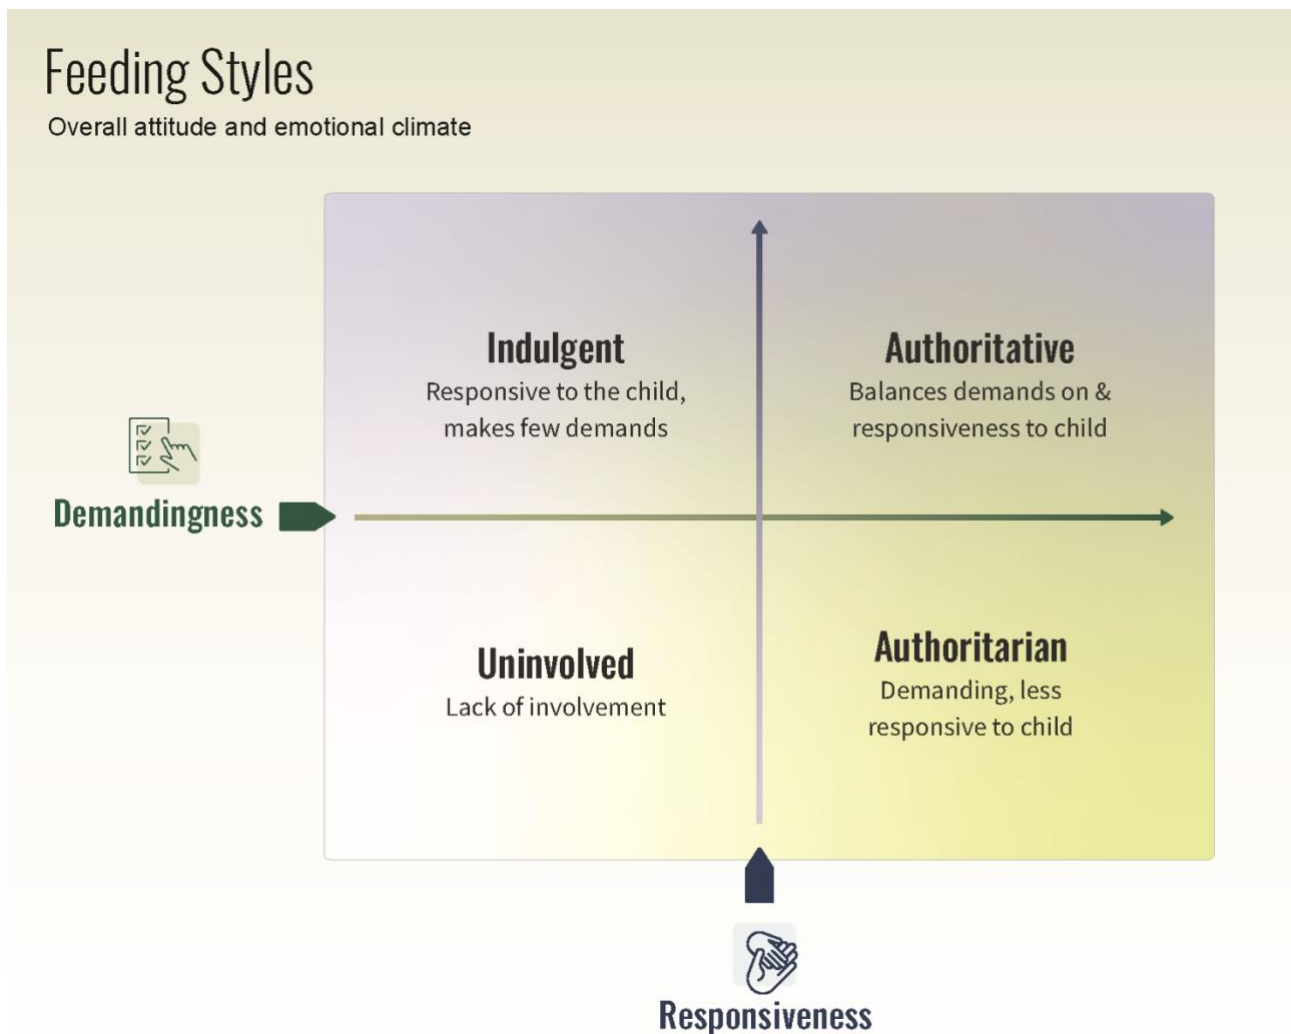 Feeding Styles
Overall attitude and emotional climate
Indulgent
Responsive to the child,
makes few demands
Authoritative
Balances demands on &
responsiveness to child
Demandingness
Uninvolved
Lack of involvement
Authoritarian
Demanding, less
responsive to child
Responsiveness